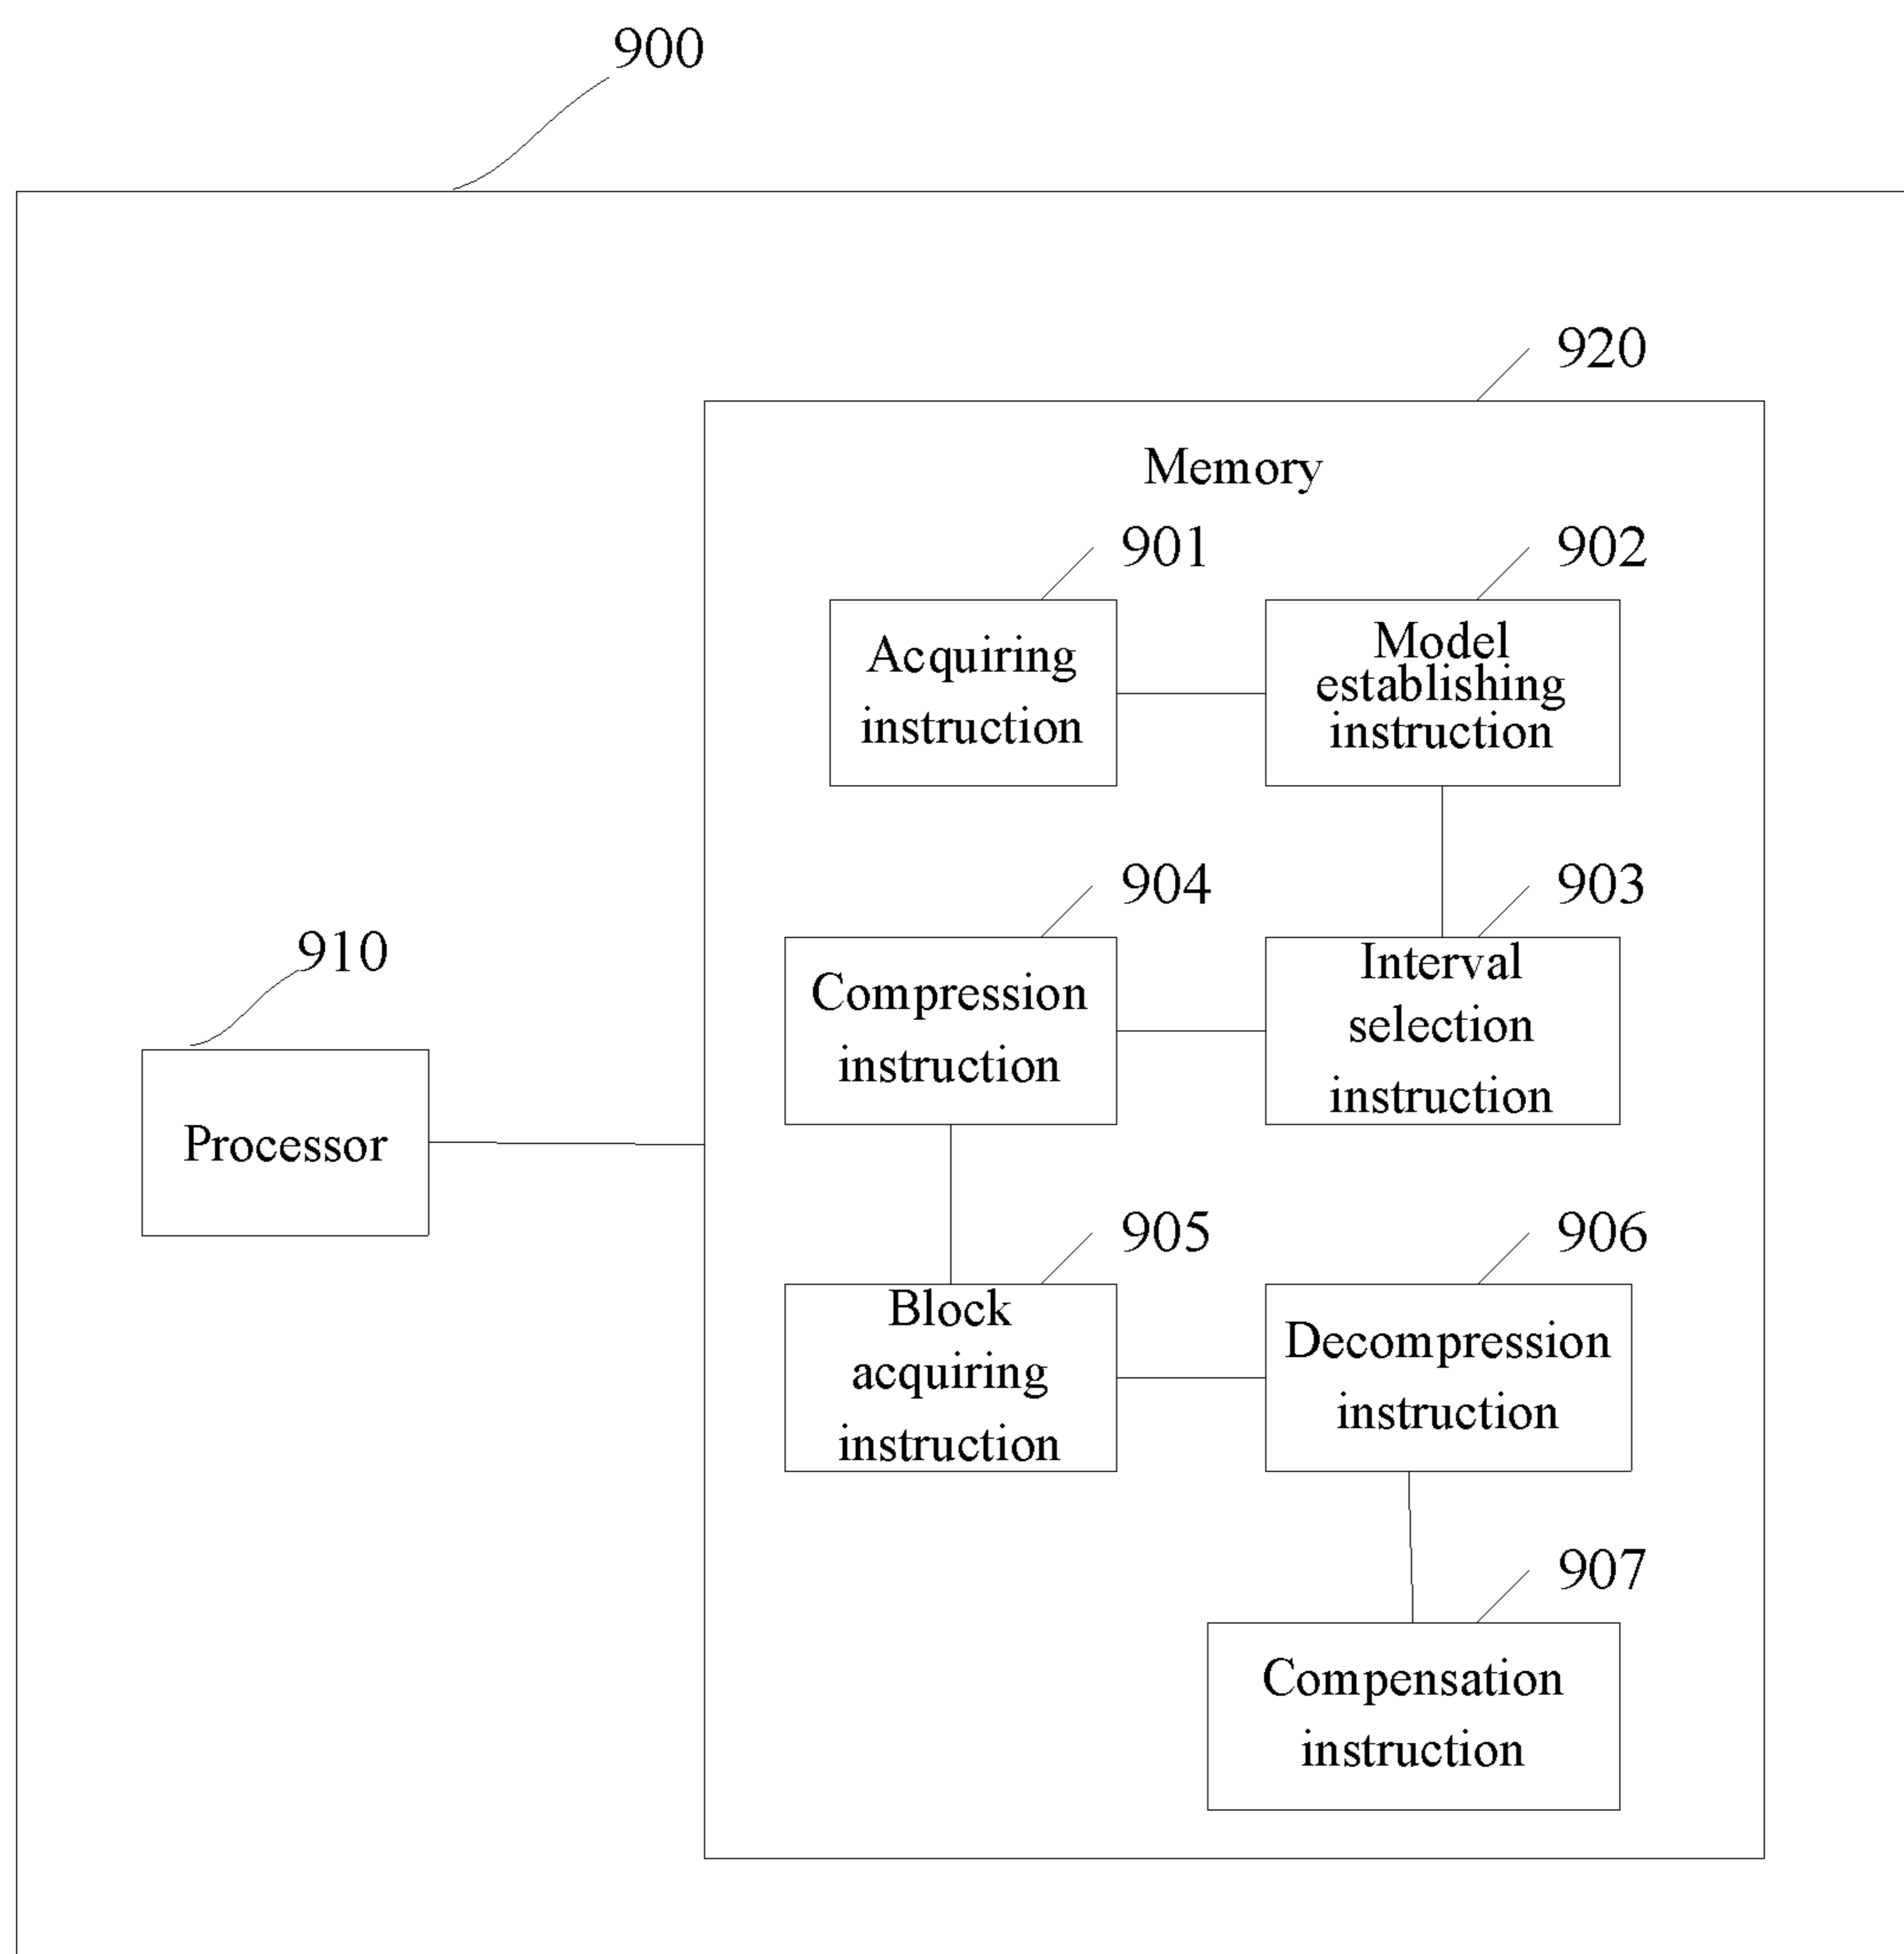 900
920
Memory
901
902
Acquiring
instruction
Model
establishing
instruction
904
903
Compression
instruction
Interval
selection
instruction
910
Processor
905
906
Block
acquiring
instruction
Decompression
instruction
907
Compensation
instruction